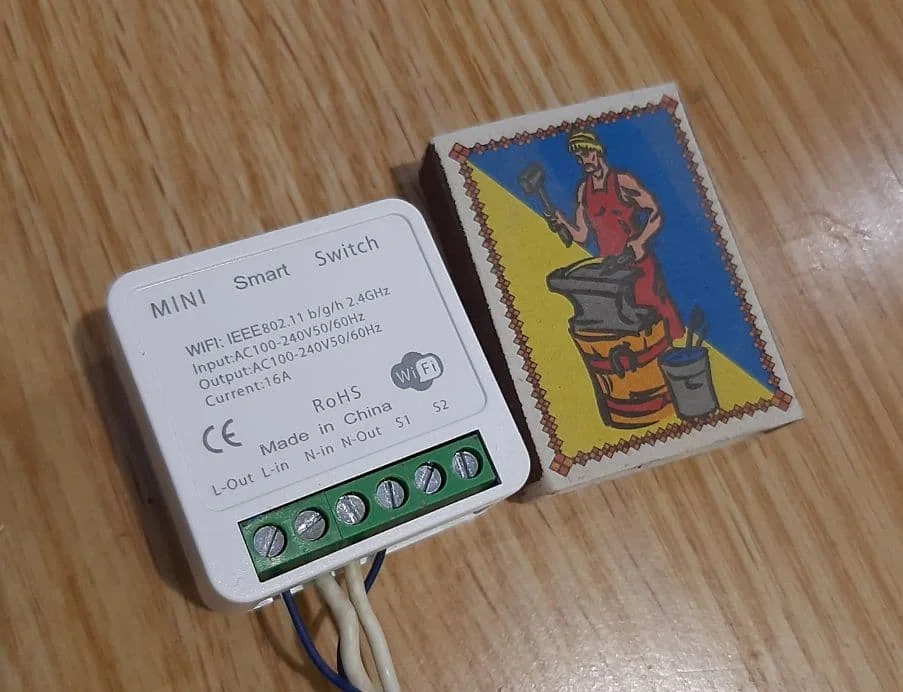 MINI Smart Switch
WIFI: IEEE802.11 b/g/h 2.4GHz
Input:AC100-240V50/60Hz
Output:AC100-240V50/60Hz
Current:16A
WiFi
RoHS
CE
Made in China
L-Out L-in N-in N-Out S1 S2